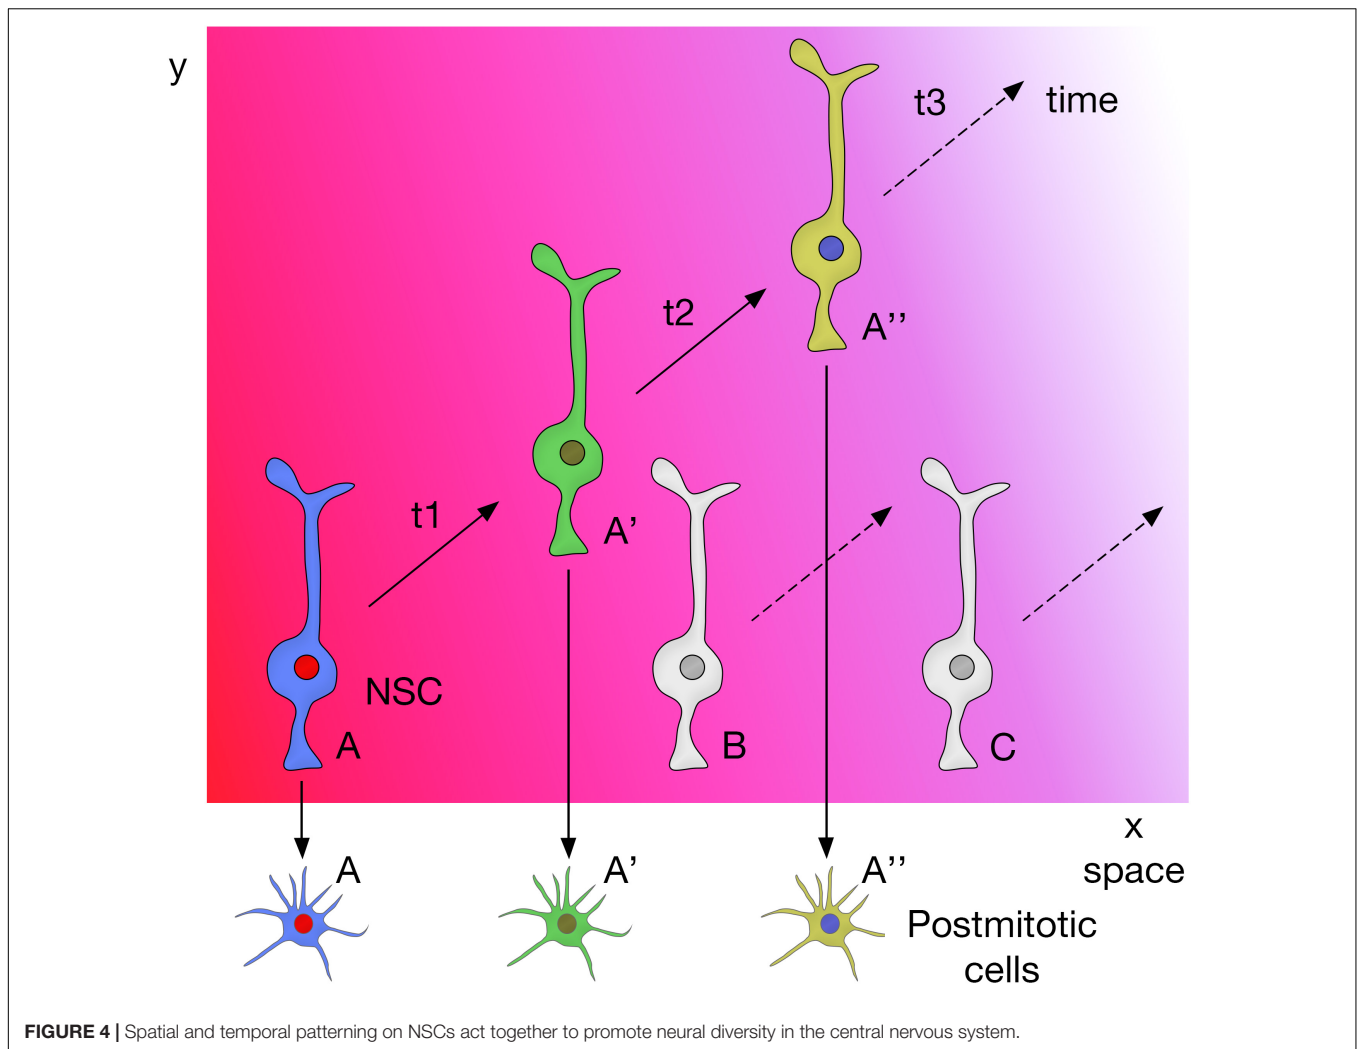 y
t3
time
t2
A’’
t1
A’
NSC
A
B
C
x
space
A
A’
A’’
Postmitotic
cells
FIGURE 4 | Spatial and temporal patterning on NSCs act together to promote neural diversity in the central nervous system.